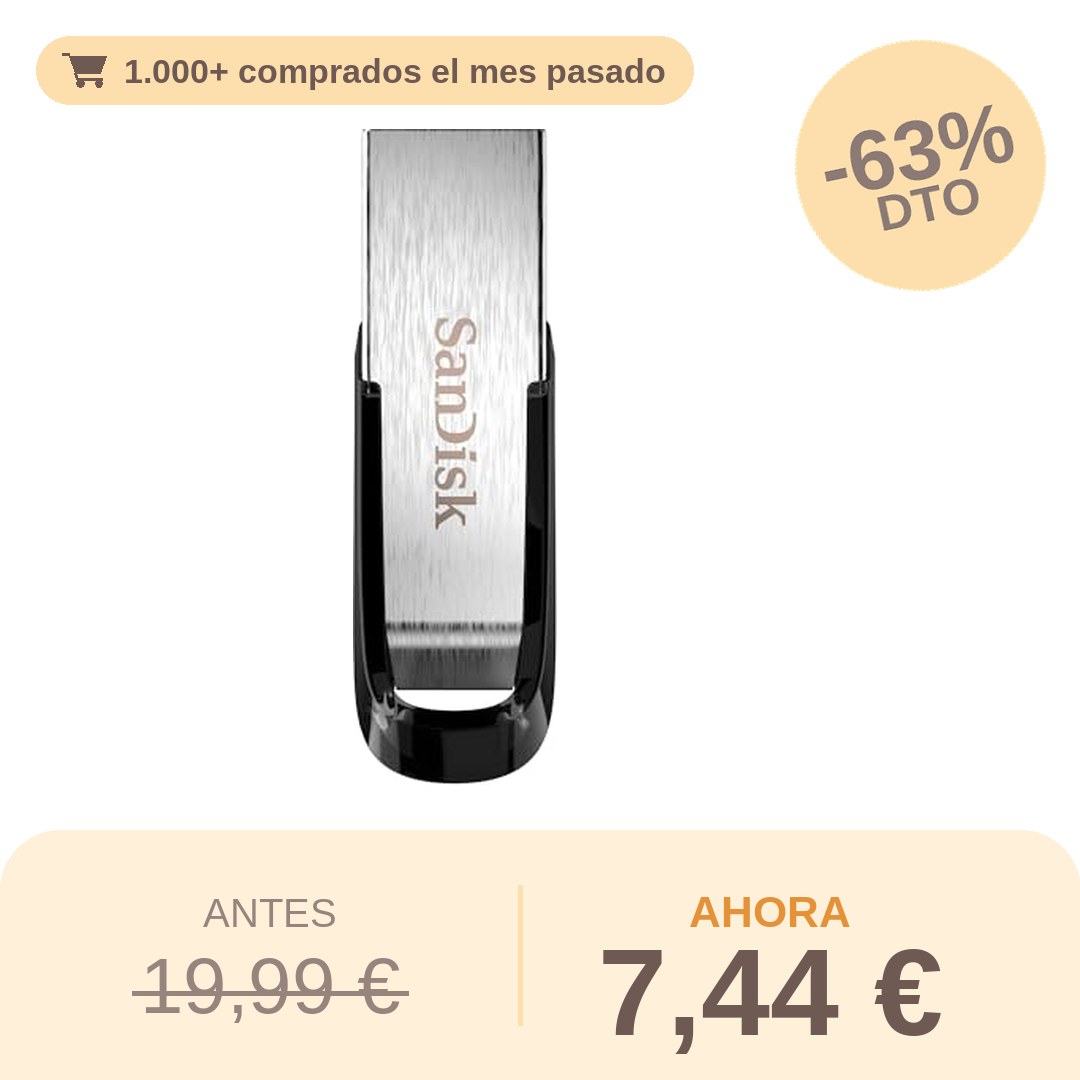 1.000+ comprados el mes pasado
-63%
DTO
SanDisk
ANTES
19,99 €
AHORA
7,44 €